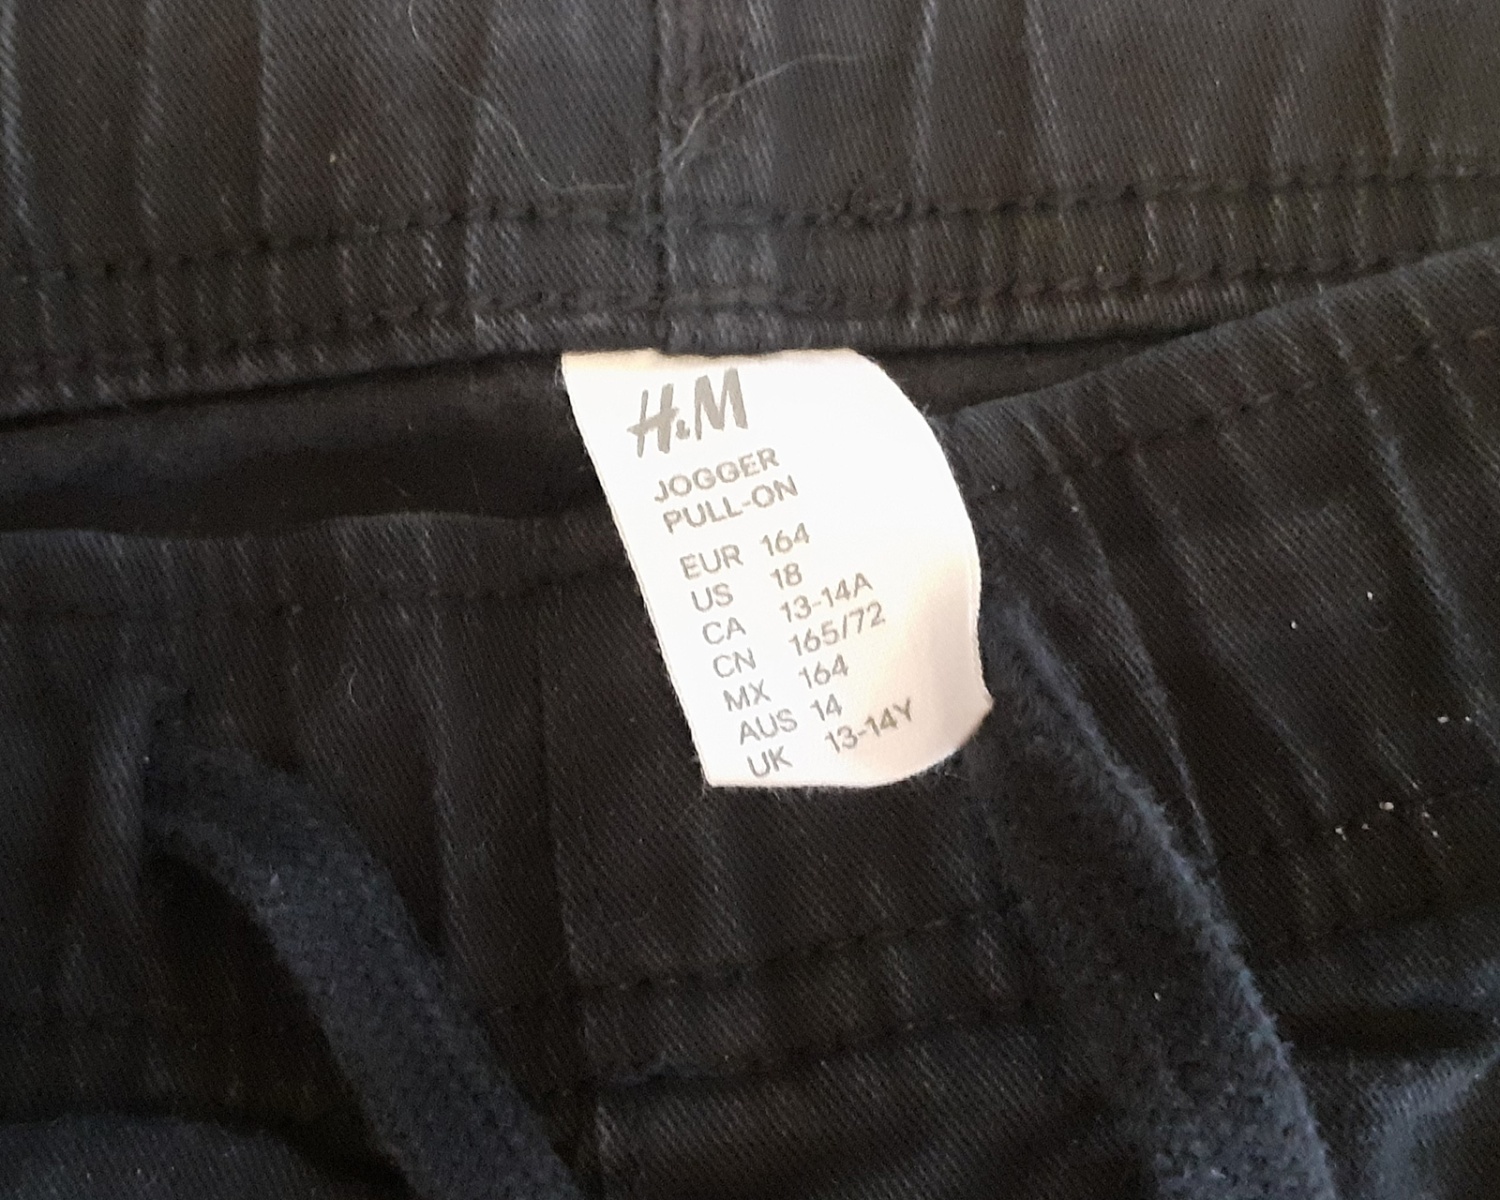 H&M
JOGGER
PULL-ON
EUR 164
US 18
CA 13-14A
CN 165/72
MX 164
AUS 14
UK 13-14Y